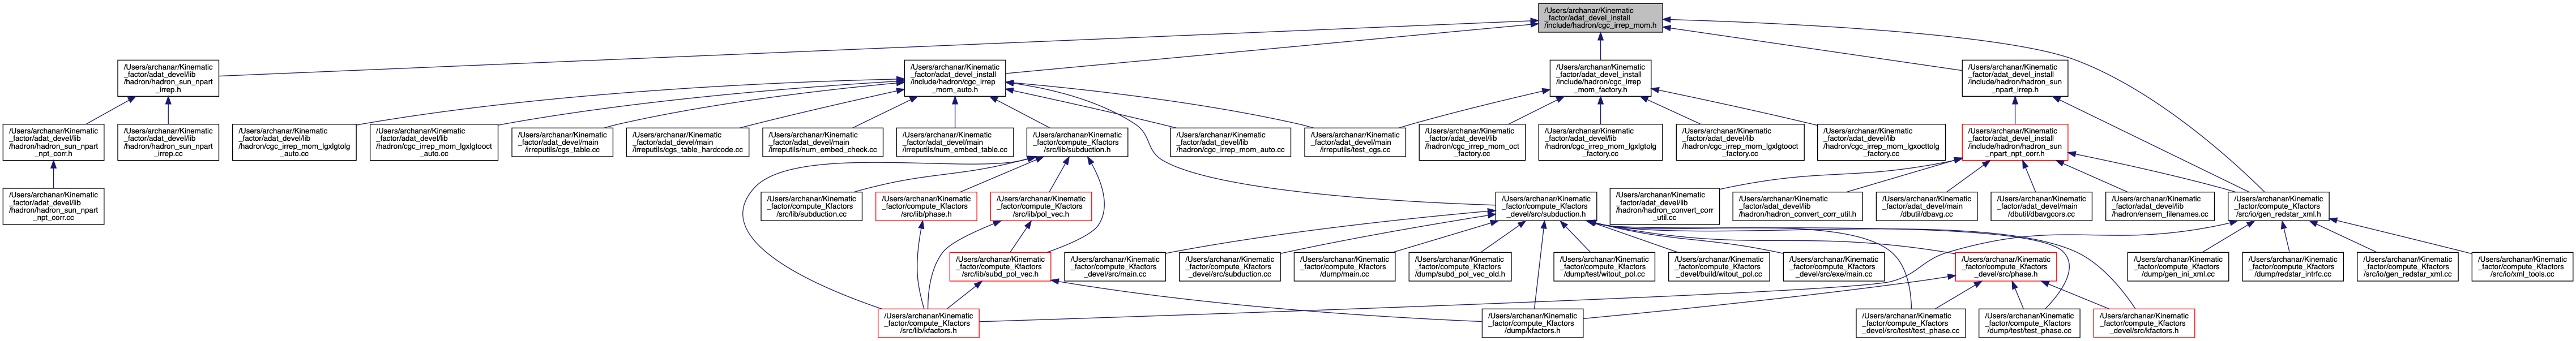 /Users/archanar/Kinematic
_factor/adat_devel_install
/include/hadron/cgc_irrep_mom.h
/Users/archanar/Kinematic
_factor/adat_devel/lib
/hadron/hadron_sun_npart
_irrep.h
/Users/archanar/Kinematic
_factor/adat_devel_install
/include/hadron/cgc_irrep
_mom_auto.h
/Users/archanar/Kinematic
_factor/adat_devel_install
/include/hadron/cgc_irrep
_mom_factory.h
/Users/archanar/Kinematic
_factor/adat_devel_install
/include/hadron/hadron_sun
_npart_irrep.h
/Users/archanar/Kinematic
_factor/adat_devel/lib
/hadron/hadron_sun_npart
_npt_corr.h
/Users/archanar/Kinematic
_factor/adat_devel/lib
/hadron/hadron_sun_npart
_irrep.cc
/Users/archanar/Kinematic
_factor/adat_devel/lib
/hadron/cgc_irrep_mom_lgxlgtolg
_auto.cc
/Users/archanar/Kinematic
_factor/adat_devel/lib
/hadron/cgc_irrep_mom_lgxlgtooct
_auto.cc
/Users/archanar/Kinematic
_factor/adat_devel/main
/irreputils/cgs_table.cc
/Users/archanar/Kinematic
_factor/adat_devel/main
/irreputils/cgs_table_hardcode.cc
/Users/archanar/Kinematic
_factor/adat_devel/main
/irreputils/num_embed_check.cc
/Users/archanar/Kinematic
_factor/adat_devel/main
/irreputils/num_embed_table.cc
/Users/archanar/Kinematic
_factor/compute_Kfactors
/src/lib/subduction.h
/Users/archanar/Kinematic
_factor/adat_devel/lib
/hadron/cgc_irrep_mom_auto.cc
/Users/archanar/Kinematic
_factor/adat_devel/main
/irreputils/test_cgs.cc
/Users/archanar/Kinematic
_factor/adat_devel/lib
/hadron/cgc_irrep_mom_oct
_factory.cc
/Users/archanar/Kinematic
_factor/adat_devel/lib
/hadron/cgc_irrep_mom_lgxlgtolg
_factory.cc
/Users/archanar/Kinematic
_factor/adat_devel/lib
/hadron/cgc_irrep_mom_lgxlgtooct
_factory.cc
/Users/archanar/Kinematic
_factor/adat_devel/lib
/hadron/cgc_irrep_mom_lgxocttolg
_factory.cc
/Users/archanar/Kinematic
_factor/adat_devel_install
/include/hadron/hadron_sun
_npart_npt_corr.h
/Users/archanar/Kinematic
_factor/adat_devel/lib
/hadron/hadron_sun_npart
_npt_corr.cc
/Users/archanar/Kinematic
_factor/compute_Kfactors
/src/lib/subduction.cc
/Users/archanar/Kinematic
_factor/compute_Kfactors
/src/lib/phase.h
/Users/archanar/Kinematic
_factor/compute_Kfactors
/src/lib/pol_vec.h
/Users/archanar/Kinematic
_factor/compute_Kfactors
_devel/src/subduction.h
/Users/archanar/Kinematic
_factor/adat_devel/lib
/hadron/hadron_convert_corr
_util.cc
/Users/archanar/Kinematic
_factor/adat_devel/lib
/hadron/hadron_convert_corr_util.h
/Users/archanar/Kinematic
_factor/adat_devel/main
/dbutil/dbavg.cc
/Users/archanar/Kinematic
_factor/adat_devel/main
/dbutil/dbavgcors.cc
/Users/archanar/Kinematic
_factor/adat_devel/lib
/hadron/ensem_filenames.cc
/Users/archanar/Kinematic
_factor/compute_Kfactors
/src/io/gen_redstar_xml.h
/Users/archanar/Kinematic
_factor/compute_Kfactors
/src/lib/subd_pol_vec.h
/Users/archanar/Kinematic
_factor/compute_Kfactors
_devel/src/main.cc
/Users/archanar/Kinematic
_factor/compute_Kfactors
_devel/src/subduction.cc
/Users/archanar/Kinematic
_factor/compute_Kfactors
/dump/main.cc
/Users/archanar/Kinematic
_factor/compute_Kfactors
/dump/subd_pol_vec_old.h
/Users/archanar/Kinematic
_factor/compute_Kfactors
/dump/test/witout_pol.cc
/Users/archanar/Kinematic
_factor/compute_Kfactors
_devel/build/witout_pol.cc
/Users/archanar/Kinematic
_factor/compute_Kfactors
_devel/src/exe/main.cc
/Users/archanar/Kinematic
_factor/compute_Kfactors
_devel/src/phase.h
/Users/archanar/Kinematic
_factor/compute_Kfactors
/dump/gen_ini_xml.cc
/Users/archanar/Kinematic
_factor/compute_Kfactors
/dump/redstar_intrfc.cc
/Users/archanar/Kinematic
_factor/compute_Kfactors
/src/io/gen_redstar_xml.cc
/Users/archanar/Kinematic
_factor/compute_Kfactors
/src/io/xml_tools.cc
/Users/archanar/Kinematic
_factor/compute_Kfactors
/src/lib/kfactors.h
/Users/archanar/Kinematic
_factor/compute_Kfactors
/dump/kfactors.h
/Users/archanar/Kinematic
_factor/compute_Kfactors
_devel/src/test/test_phase.cc
/Users/archanar/Kinematic
_factor/compute_Kfactors
/dump/test/test_phase.cc
/Users/archanar/Kinematic
_factor/compute_Kfactors
_devel/src/kfactors.h